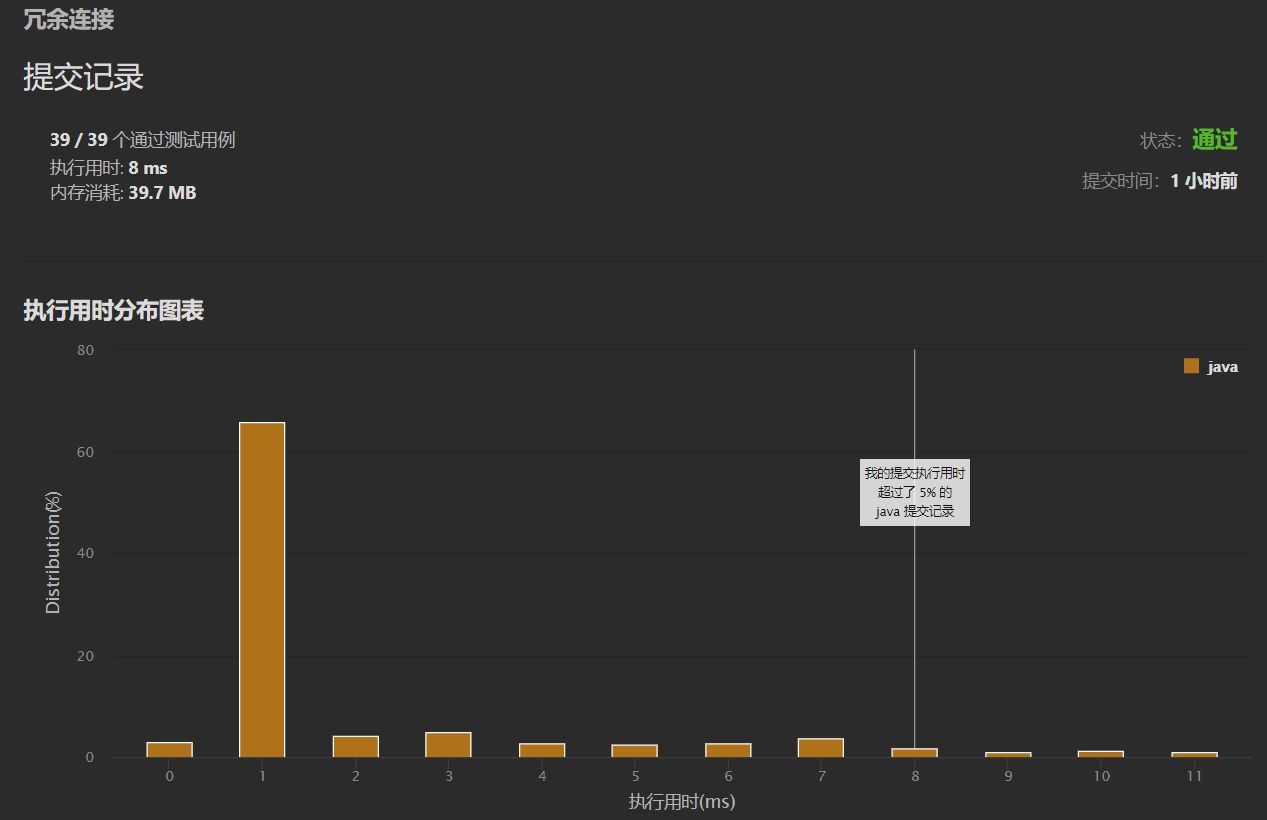 冗余连接
提交记录
39 / 39 个通过测试用例
状态：通过
执行用时: 8 ms
提交时间：1 小时前
内存消耗: 39.7 MB
执行用时分布图表
80
java
60
我的提交执行用时
超过了 5% 的
java 提交记录
Distribution(%)
40
20
0
0 1 2 3 4 5 6 7 8 9 10 11
执行用时(ms)